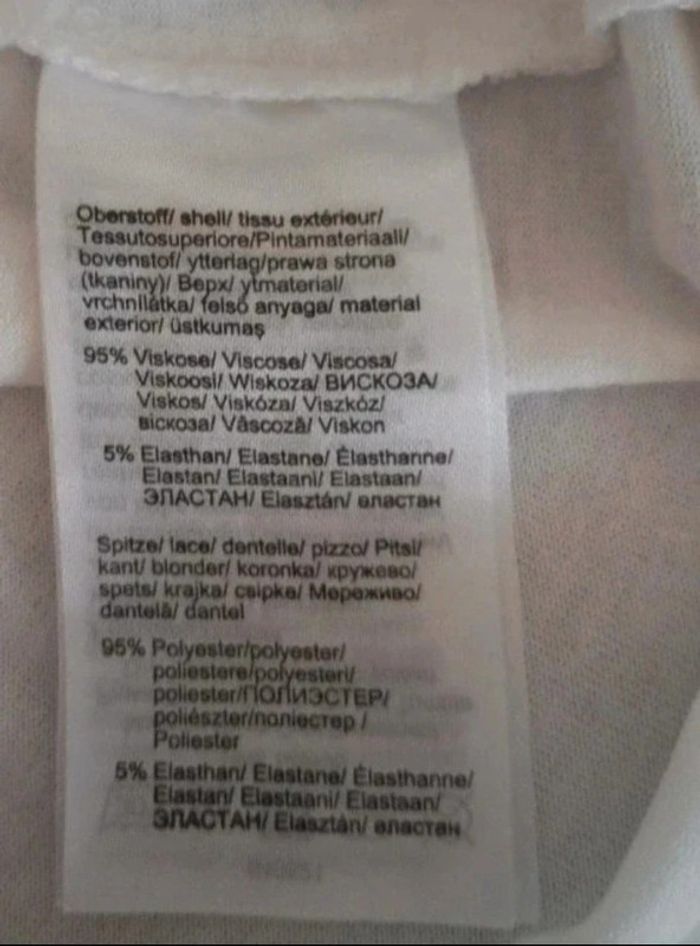 Oberstoff/ shell/ tissu extérieur/
Tessutosuperiore/Pintamateriaali/
bovenstof/ ytterlag/prawa strona
(tkaniny)/ Верх/ ytmaterial/
vrchnílátka/ felső anyaga/ material
exterior/ üstkumaş
95% Viskose/ Viscose/ Viscosa/
Viskoosi/ Wiskoza/ ВИСКОЗА/
Viskos/ Viskóza/ Viszkóz/
віскоза/ Vâscoză/ Viskon
5% Elasthan/ Elastane/ Élasthanne/
Elastan/ Elastaani/ Elastaan/
ЭЛАСТАН/ Elasztán/ еластан
Spitze/ lace/ dentelle/ pizzo/ Pitsi/
kant/ blonder/ koronka/ кружево/
spets/ krajka/ csipke/ Мереживо/
dantelă/ dantel
95% Polyester/polyester/
poliestere/polyesteri/
poliester/ПОЛИЭСТЕР/
poliészter/поліестер /
Poliester
5% Elasthan/ Elastane/ Élasthanne/
Elastan/ Elastaani/ Elastaan/
ЭЛАСТАН/ Elasztán/ еластан